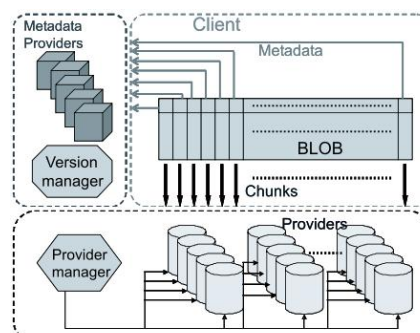 Metadata
Providers
Client
Metadata
Version
manager
BLOB
Chunks
Providers
Provider
manager